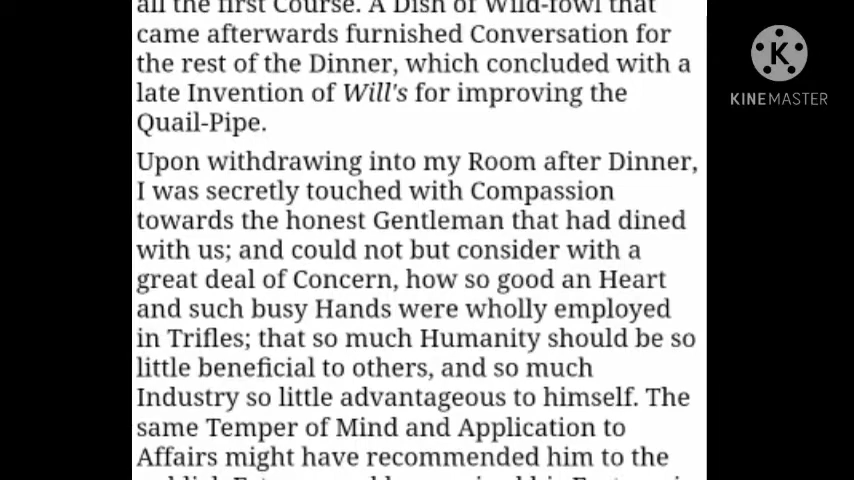 all the first Course. A Dish of Wild-fowl that
came afterwards furnished Conversation for
the rest of the Dinner, which concluded with a
late Invention of Will's for improving the
Quail-Pipe.
Upon withdrawing into my Room after Dinner,
I was secretly touched with Compassion
towards the honest Gentleman that had dined
with us; and could not but consider with a
great deal of Concern, how so good an Heart
and such busy Hands were wholly employed
in Trifles; that so much Humanity should be so
little beneficial to others, and so much
Industry so little advantageous to himself. The
same Temper of Mind and Application to
Affairs might have recommended him to the
K
KINEMASTER